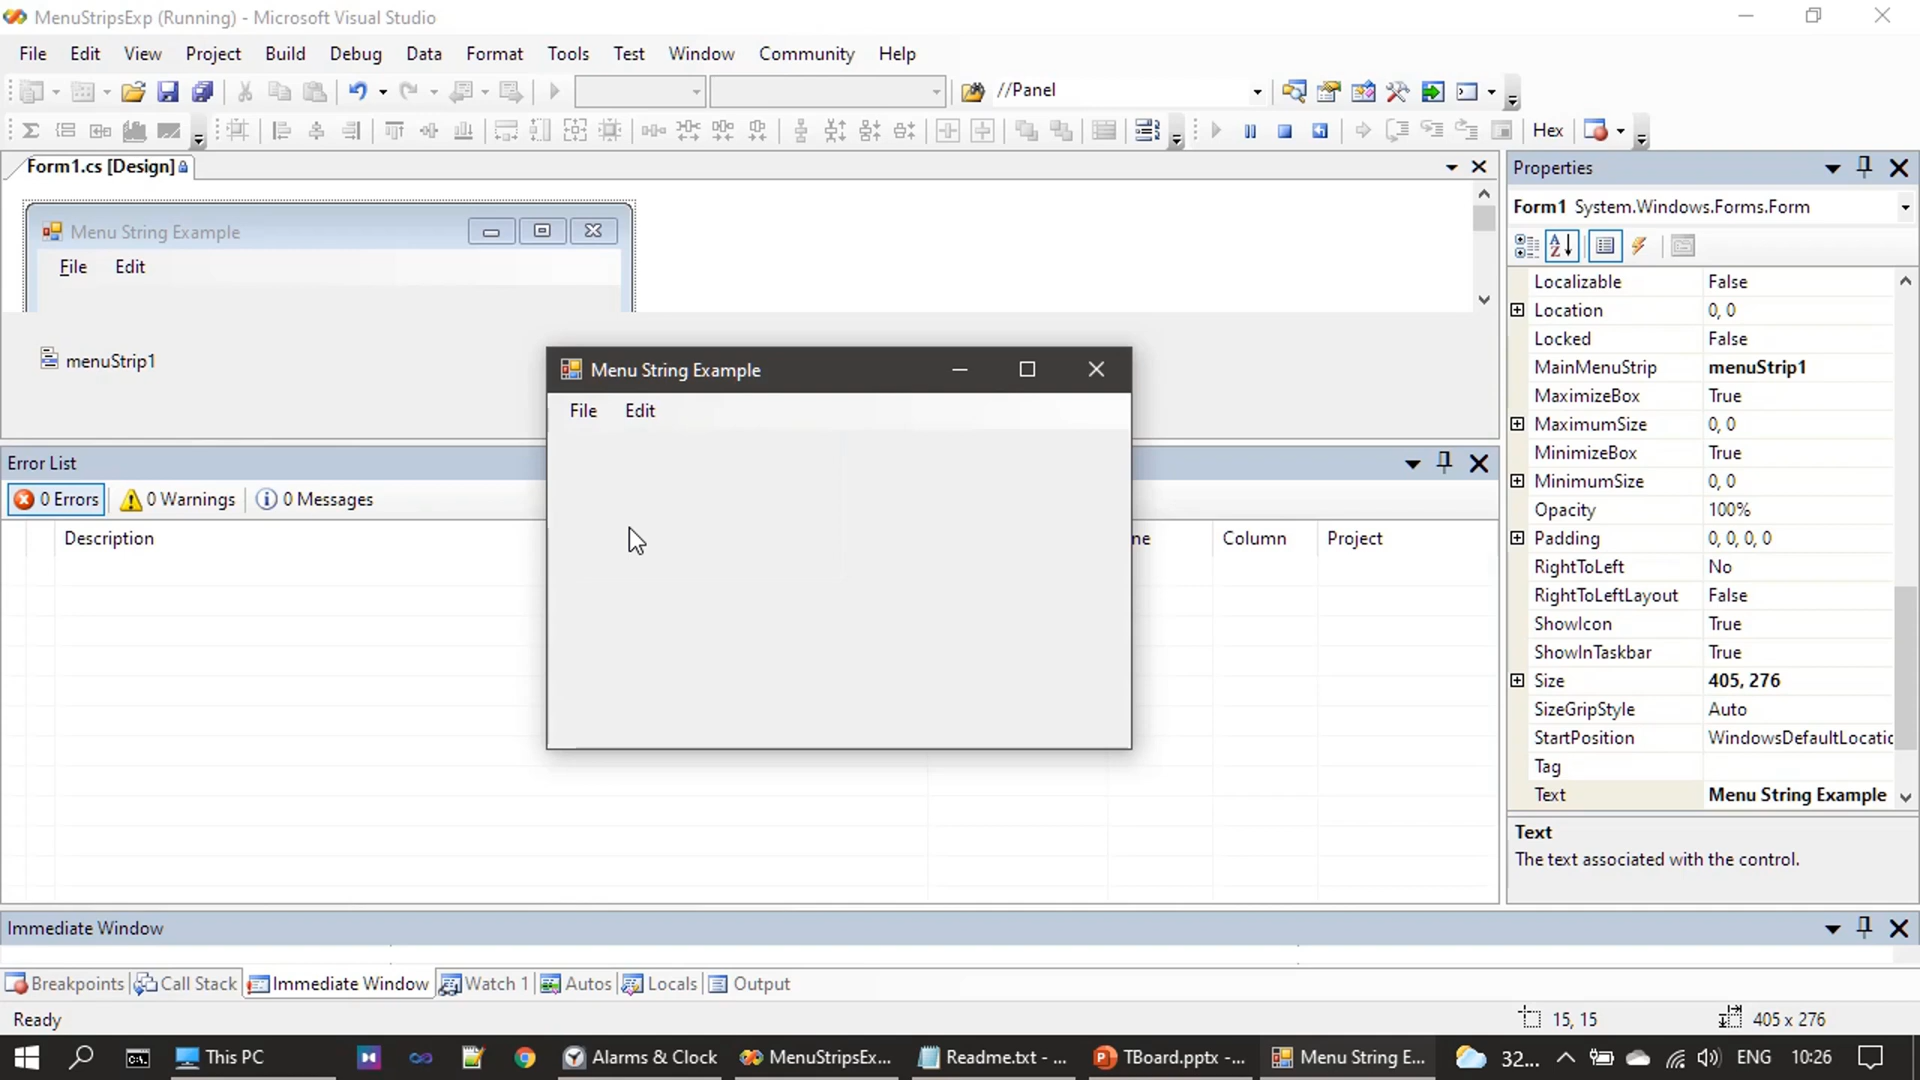 MenuStripsExp (Running) - Microsoft Visual Studio
File Edit View Project Build Debug Data Format Tools Test Window Community Help
//Panel
Hex
Form1.cs [Design]
Properties
Form1 System.Windows.Forms.Form
Menu String Example
File Edit
menuStrip1
Menu String Example
File Edit
Localizable False
Location 0, 0
Locked False
MainMenuStrip menuStrip1
MaximizeBox True
MaximumSize 0, 0
MinimizeBox True
MinimumSize 0, 0
Opacity 100%
Padding 0, 0, 0, 0
RightToLeft No
RightToLeftLayout False
ShowIcon True
ShowInTaskbar True
Size 405, 276
SizeGripStyle Auto
StartPosition WindowsDefaultLocatic
Tag
Text Menu String Example
Text
The text associated with the control.
Error List
0 Errors 0 Warnings 0 Messages
Description ne Column Project
Immediate Window
Breakpoints Call Stack Immediate Window Watch 1 Autos Locals Output
Ready 15, 15 405 x 276
This PC Alarms & Clock MenuStripsEx... Readme.txt - ... TBoard.pptx -... Menu String E... 32... ENG 10:26